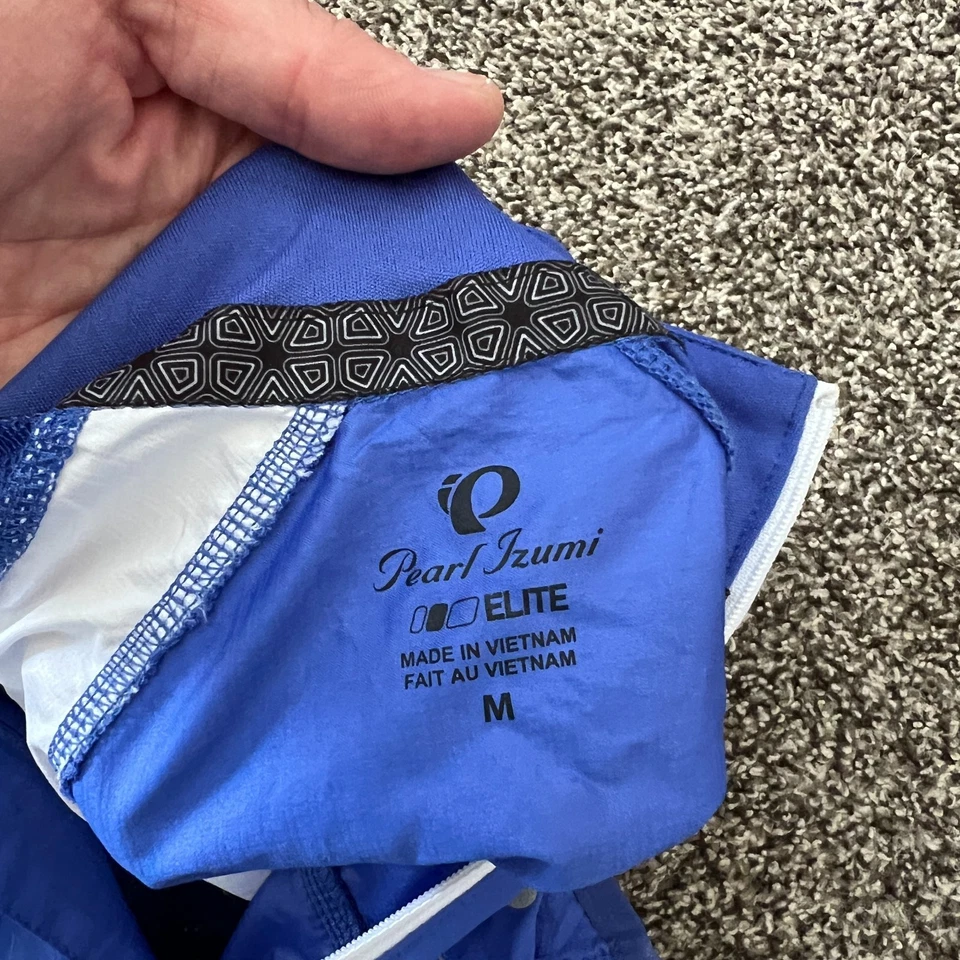 Pearl Izumi
ELITE
MADE IN VIETNAM
FAIT AU VIETNAM
M